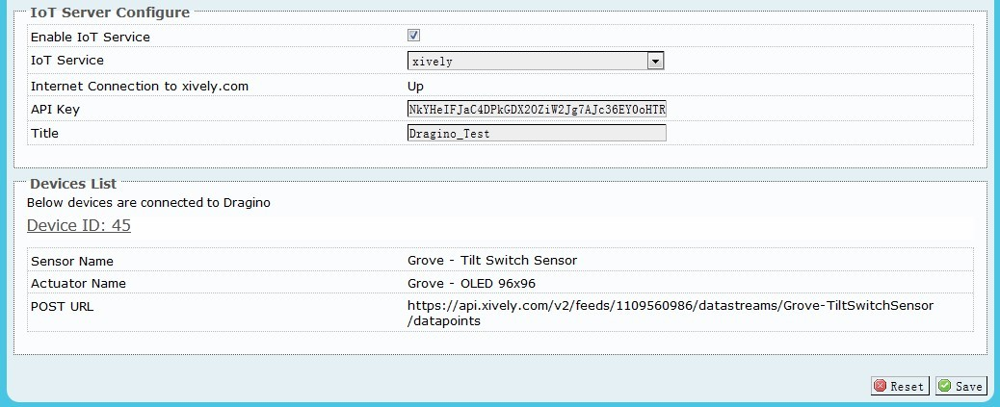 IoT Server Configure
Enable IoT Service
IoT Service xively
Internet Connection to xively.com Up
API Key NkYHeIFJaC4DPkGDX2OZiW2Jg7AJc36EY0oHTR
Title Dragino_Test
Devices List
Below devices are connected to Dragino
Device ID: 45
Sensor Name Grove - Tilt Switch Sensor
Actuator Name Grove - OLED 96x96
POST URL https://api.xively.com/v2/feeds/1109560986/datastreams/Grove-TiltSwitchSensor
/datapoints
Reset Save